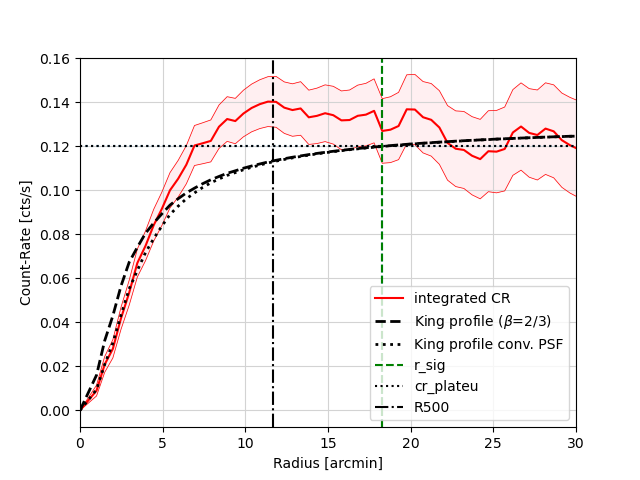 0.16
0.14
0.12
0.10
0.08
0.06
0.04
0.02
0.00
Count-Rate [cts/s]
integrated CR
King profile (β=2/3)
King profile conv. PSF
r_sig
cr_plateu
R500
0 5 10 15 20 25 30
Radius [arcmin]